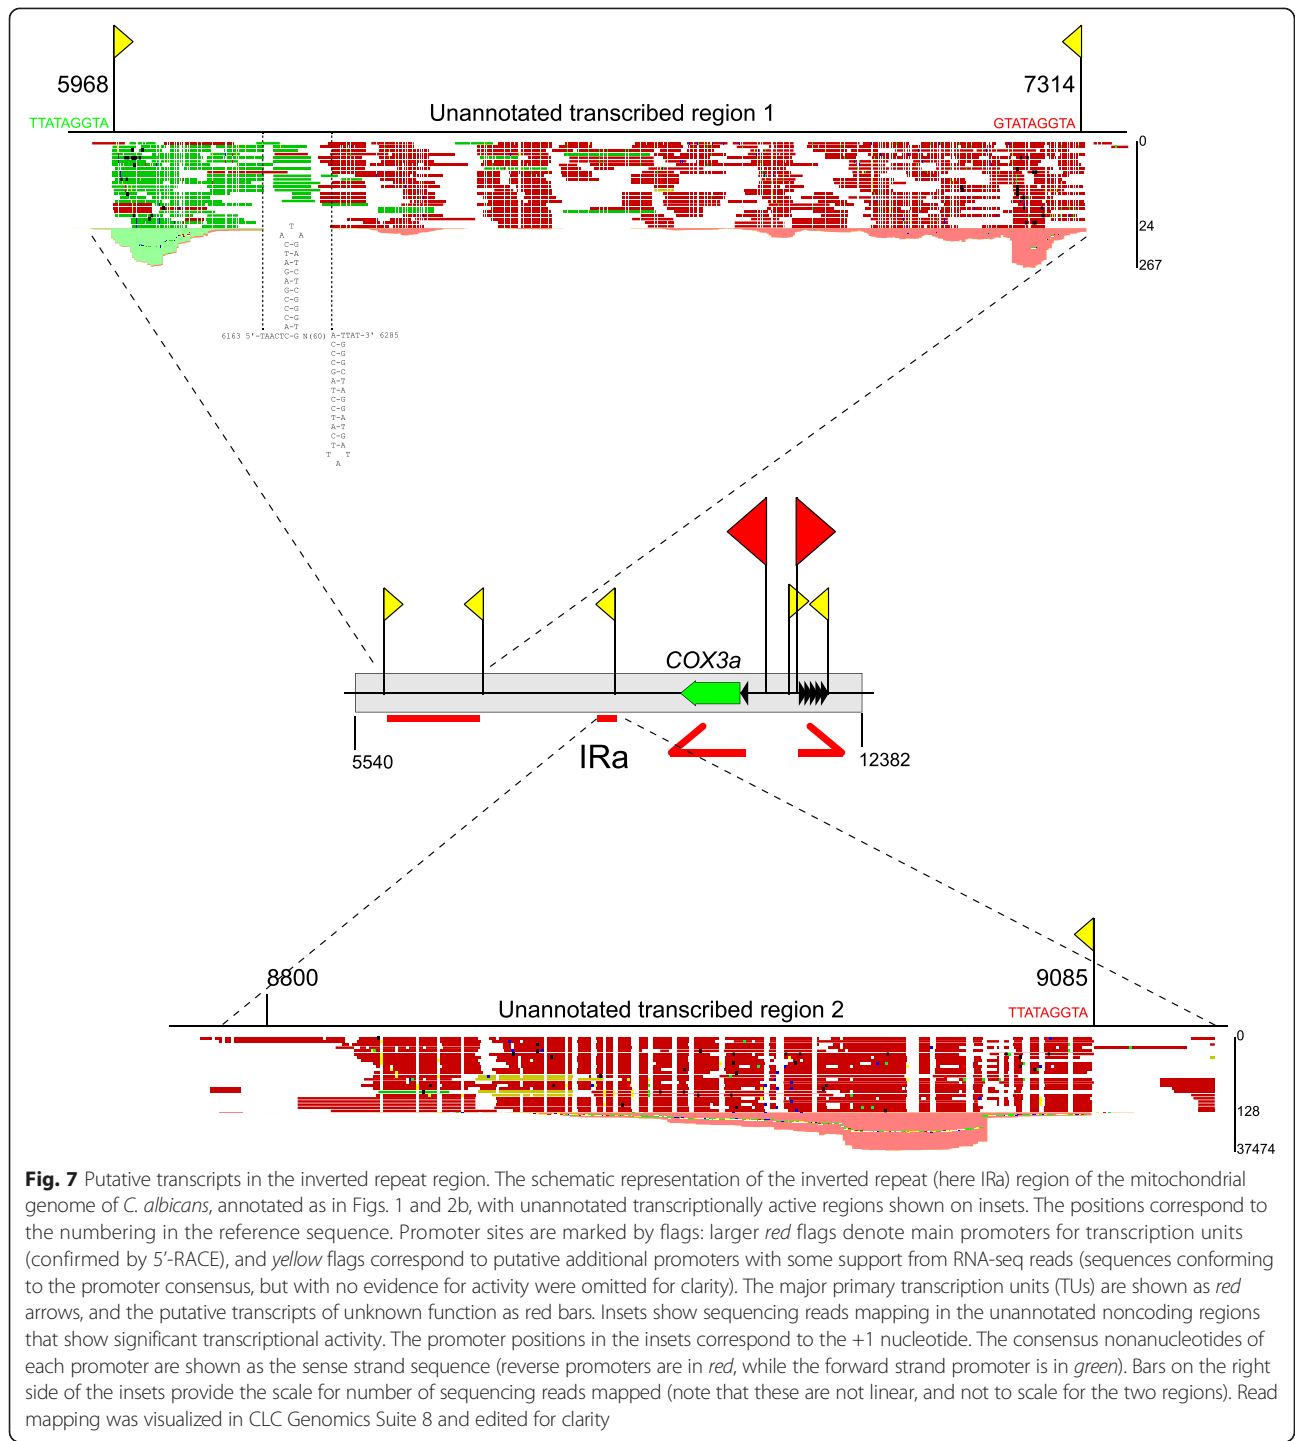 5968
7314
Unannotated transcribed region 1
TTATAGGTA
GTATAGGTA
0
24
267
T
A A
C-G
T-A
A-T
G-C
A-T
G-C
C-G
C-G
C-G
A-T
6163 5'-TAACTC-G N(60) A-TTAT-3' 6285
C-G
C-G
C-G
G-C
A-T
T-A
C-G
C-G
T-A
A-T
C-G
T-A
T T
A
COX3a
5540
IRa
12382
8800
9085
Unannotated transcribed region 2
TTATAGGTA
0
128
37474
Fig. 7 Putative transcripts in the inverted repeat region. The schematic representation of the inverted repeat (here IRa) region of the mitochondrial
genome of C. albicans, annotated as in Figs. 1 and 2b, with unannotated transcriptionally active regions shown on insets. The positions correspond to
the numbering in the reference sequence. Promoter sites are marked by flags: larger red flags denote main promoters for transcription units
(confirmed by 5′-RACE), and yellow flags correspond to putative additional promoters with some support from RNA-seq reads (sequences conforming
to the promoter consensus, but with no evidence for activity were omitted for clarity). The major primary transcription units (TUs) are shown as red
arrows, and the putative transcripts of unknown function as red bars. Insets show sequencing reads mapping in the unannotated noncoding regions
that show significant transcriptional activity. The promoter positions in the insets correspond to the +1 nucleotide. The consensus nonanucleotides of
each promoter are shown as the sense strand sequence (reverse promoters are in red, while the forward strand promoter is in green). Bars on the right
side of the insets provide the scale for number of sequencing reads mapped (note that these are not linear, and not to scale for the two regions). Read
mapping was visualized in CLC Genomics Suite 8 and edited for clarity